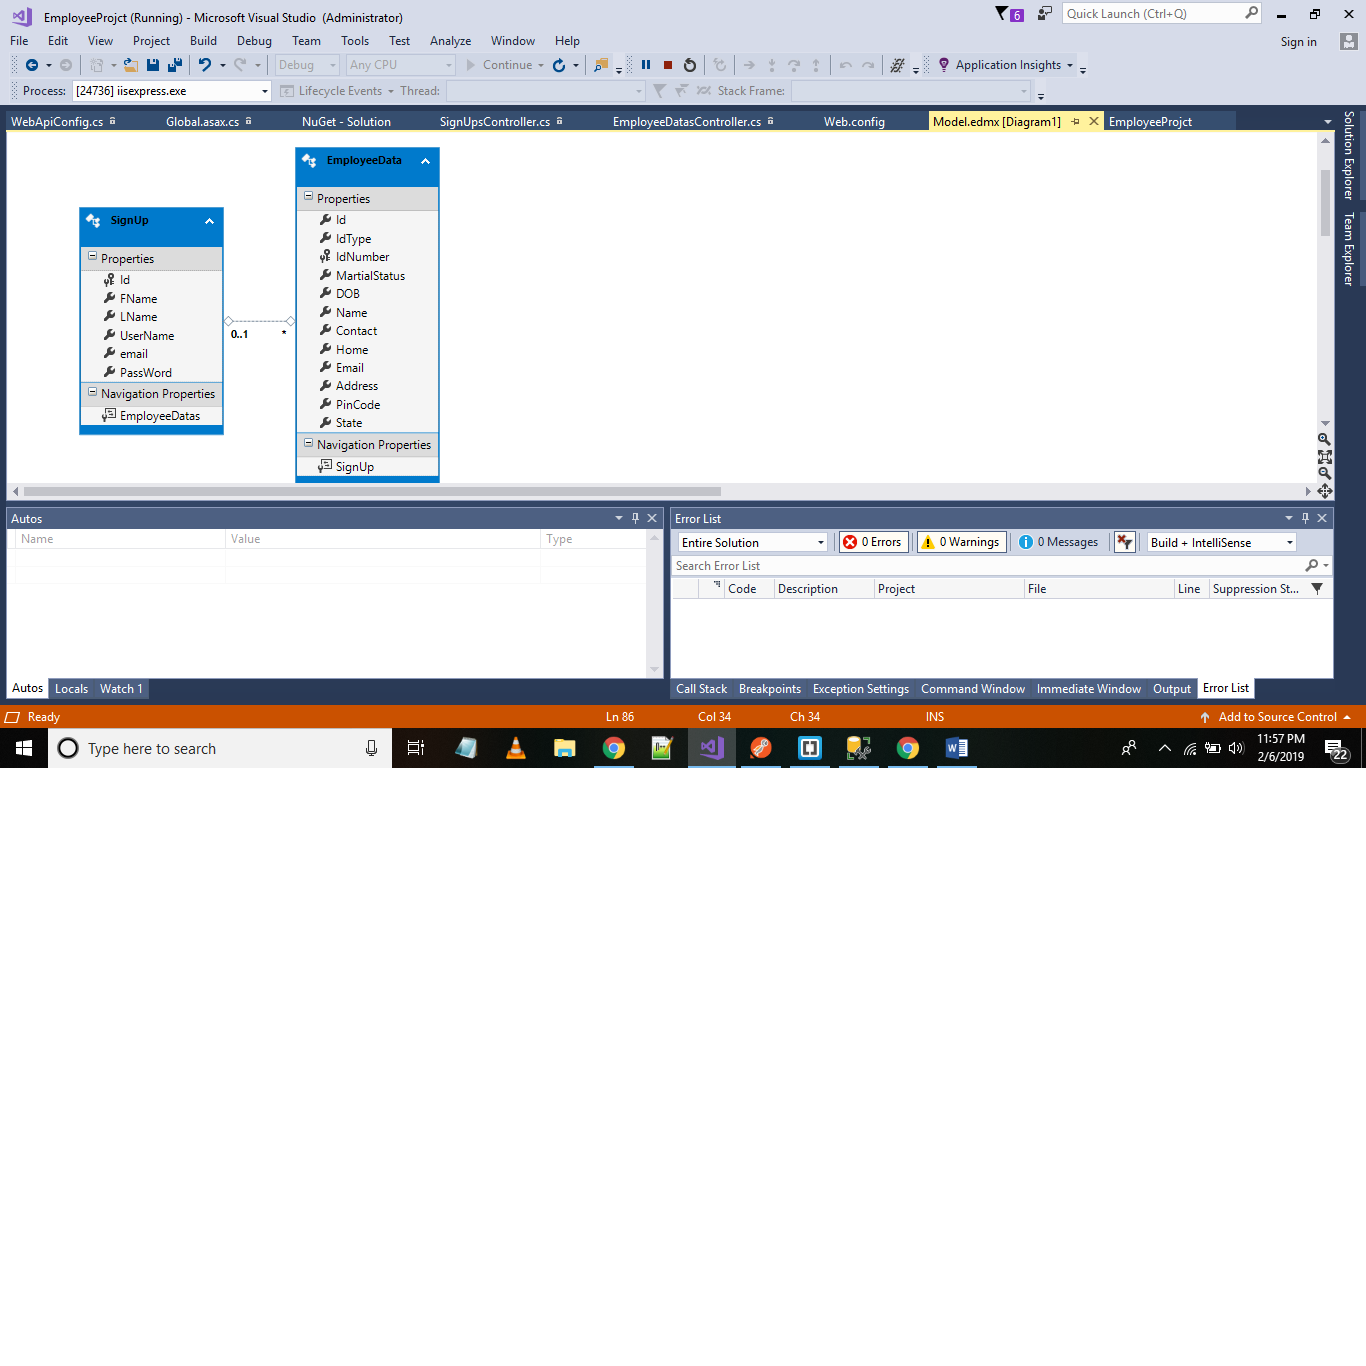 EmployeeProjct (Running) - Microsoft Visual Studio (Administrator)
6
Quick Launch (Ctrl+Q)
File Edit View Project Build Debug Team Tools Test Analyze Window Help
Sign in
Debug Any CPU Continue Application Insights
Process: [24736] iisexpress.exe Lifecycle Events Thread: Stack Frame:
WebApiConfig.cs Global.asax.cs NuGet - Solution SignUpsController.cs EmployeeDatasController.cs Web.config Model.edmx [Diagram1] EmployeeProjct
Solution Explorer
Team Explorer
SignUp
Properties
Id
FName
LName
UserName
email
PassWord
Navigation Properties
EmployeeDatas
0..1 *
EmployeeData
Properties
Id
IdType
IdNumber
MartialStatus
DOB
Name
Contact
Home
Email
Address
PinCode
State
Navigation Properties
SignUp
Autos
Name Value Type
Autos Locals Watch 1
Error List
Entire Solution 0 Errors 0 Warnings 0 Messages Build + IntelliSense
Search Error List
Code Description Project File Line Suppression St...
Call Stack Breakpoints Exception Settings Command Window Immediate Window Output Error List
Ready Ln 86 Col 34 Ch 34 INS Add to Source Control
Type here to search
11:57 PM
2/6/2019
22